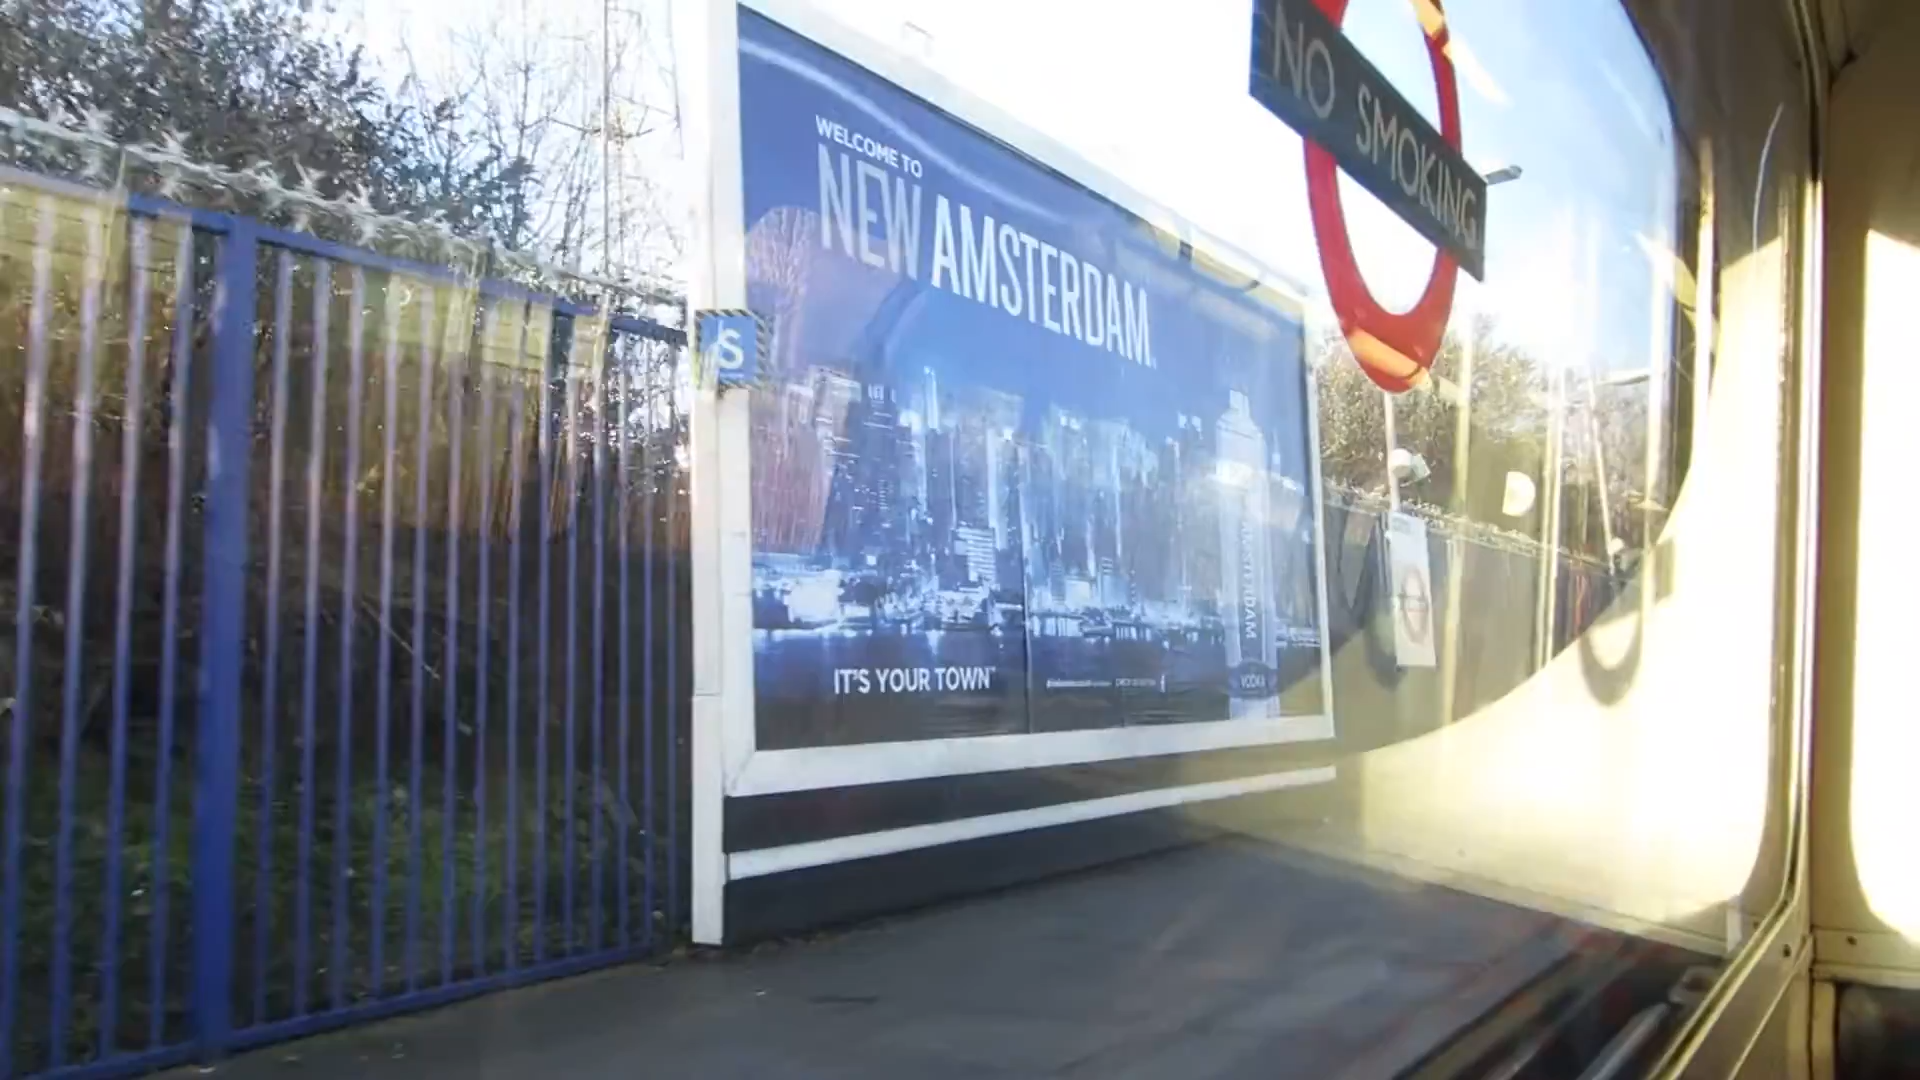 WELCOME TO
NEW AMSTERDAM
IT'S YOUR TOWN™
AMSTERDAM
VODKA
S
NO SMOKING